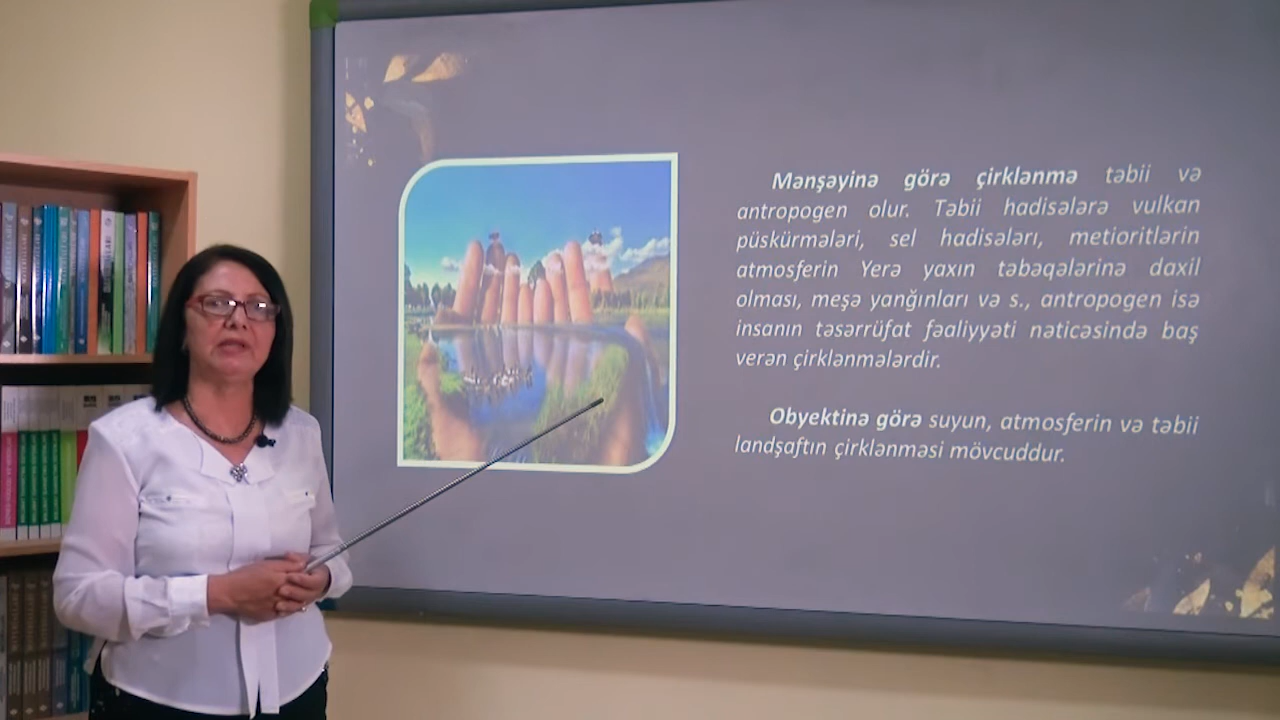 Mənşəyinə görə çirklənmə təbii və
antropogen olur. Təbii hadisələrə vulkan
püskürmələri, sel hadisələrı, metioritlərin
atmosferin Yerə yaxın təbəqələrinə daxil
olması, meşə yanğınları və s., antropogen isə
insanın təsərrüfat fəaliyyəti nəticəsində baş
verən çirklənmələrdir.
Obyektinə görə suyun, atmosferin və təbii
landşaftın çirklənməsi mövcuddur.